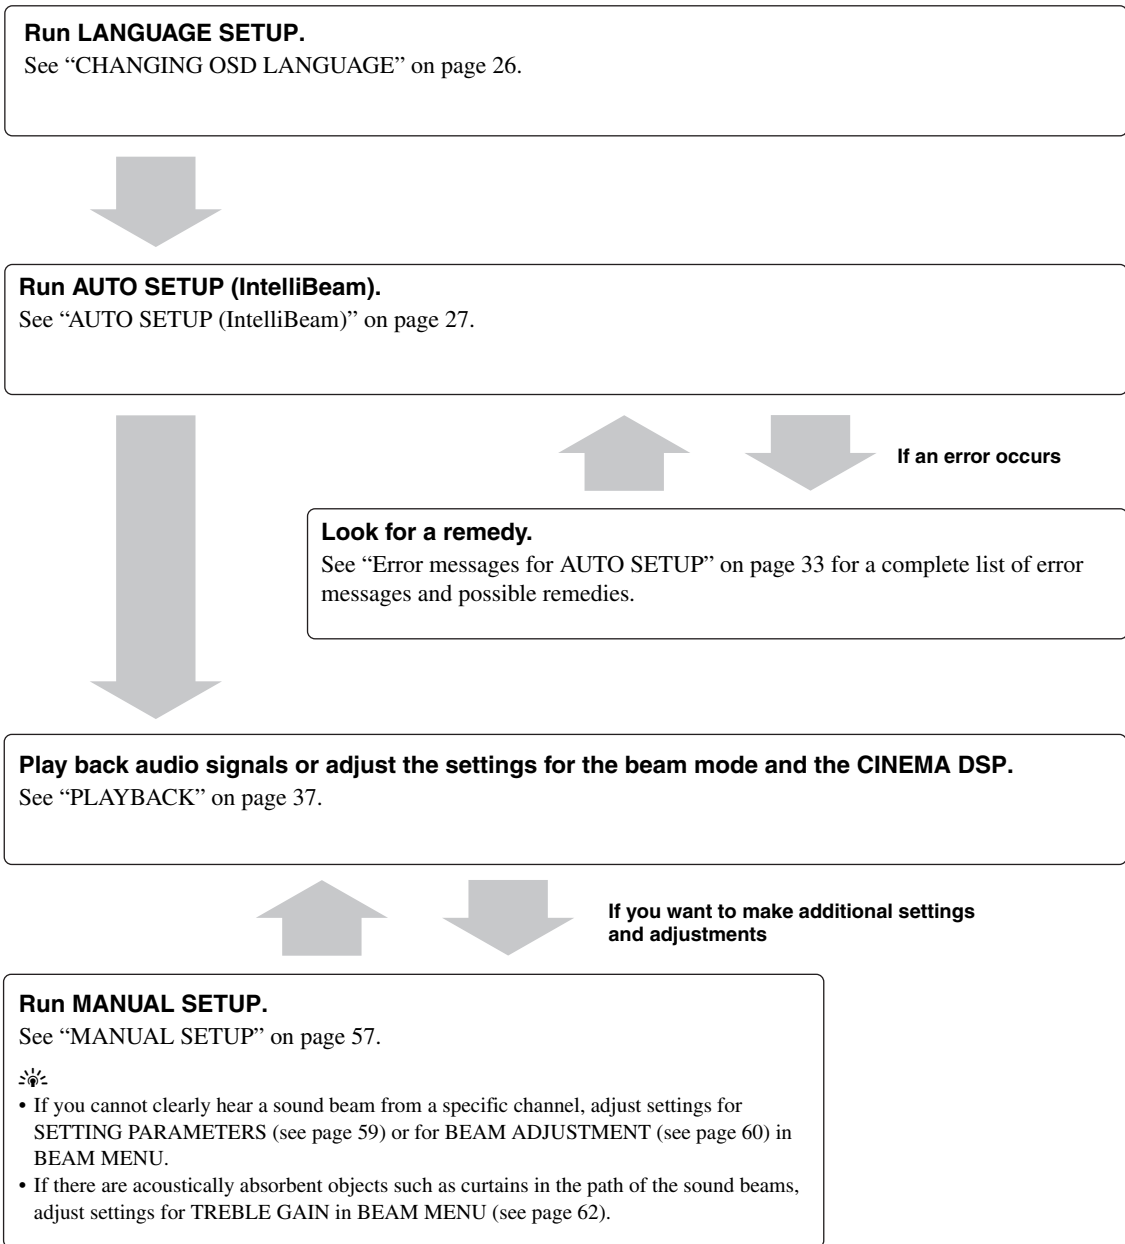 Run LANGUAGE SETUP.
See “CHANGING OSD LANGUAGE” on page 26.
Run AUTO SETUP (IntelliBeam).
See “AUTO SETUP (IntelliBeam)” on page 27.
If an error occurs
Look for a remedy.
See “Error messages for AUTO SETUP” on page 33 for a complete list of error
messages and possible remedies.
Play back audio signals or adjust the settings for the beam mode and the CINEMA DSP.
See “PLAYBACK” on page 37.
If you want to make additional settings
and adjustments
Run MANUAL SETUP.
See “MANUAL SETUP” on page 57.
• If you cannot clearly hear a sound beam from a specific channel, adjust settings for
SETTING PARAMETERS (see page 59) or for BEAM ADJUSTMENT (see page 60) in
BEAM MENU.
• If there are acoustically absorbent objects such as curtains in the path of the sound beams,
adjust settings for TREBLE GAIN in BEAM MENU (see page 62).